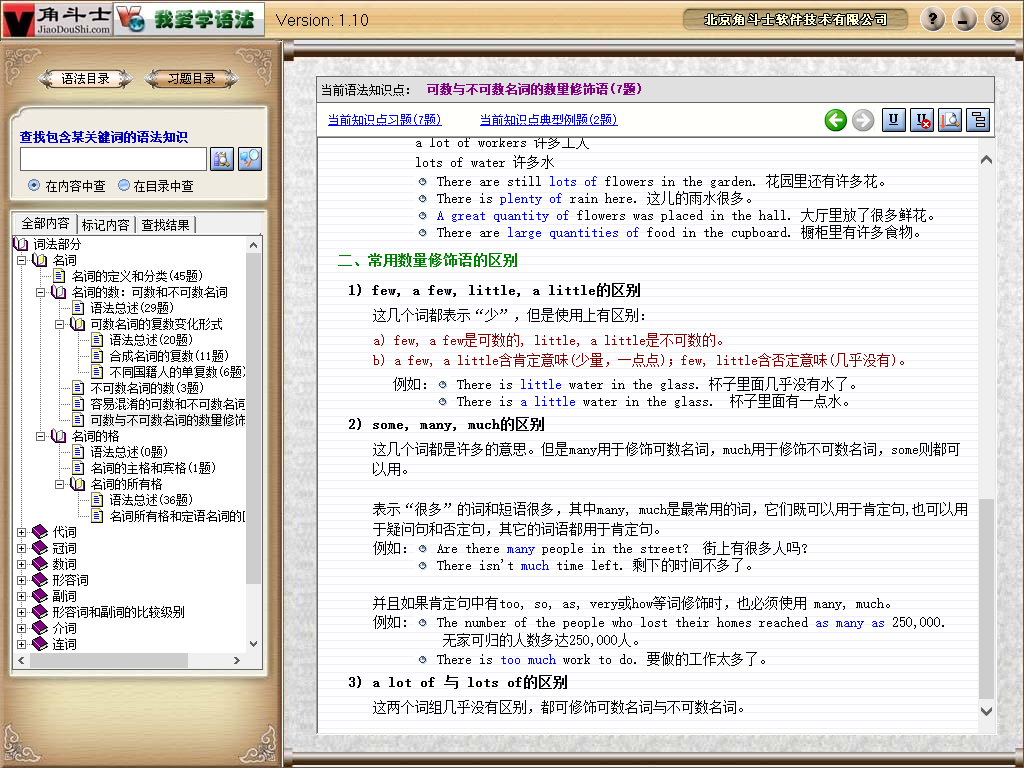 角斗士
JiaoDouShi.com
我爱学语法
Version: 1.10
北京角斗士软件技术有限公司
语法目录
习题目录
查找包含某关键词的语法知识
在内容中查
在目录中查
全部内容
标记内容
查找结果
词法部分
名词
名词的定义和分类(45题)
名词的数: 可数和不可数名词
语法总述(29题)
可数名词的复数变化形式
语法总述(20题)
合成名词的复数(11题)
不同国籍人的单复数(6题)
不可数名词的数(3题)
容易混淆的可数和不可数名词
可数与不可数名词的数量修饰
名词的格
语法总述(0题)
名词的主格和宾格(1题)
名词的所有格
语法总述(36题)
名词所有格和定语名词的
代词
冠词
数词
形容词
副词
形容词和副词的比较级别
介词
连词
当前语法知识点： 可数与不可数名词的数量修饰语(7题)
当前知识点习题(7题)
当前知识点典型例题(2题)
a lot of workers 许多工人
lots of water 许多水
There are still lots of flowers in the garden. 花园里还有许多花。
There is plenty of rain here. 这儿的雨水很多。
A great quantity of flowers was placed in the hall. 大厅里放了很多鲜花。
There are large quantities of food in the cupboard. 橱柜里有许多食物。
二、常用数量修饰语的区别
1) few, a few, little, a little的区别
这几个词都表示“少”，但是使用上有区别：
a) few, a few是可数的, little, a little是不可数的。
b) a few, a little含肯定意味(少量，一点点)；few, little含否定意味(几乎没有)。
例如： There is little water in the glass. 杯子里面几乎没有水了。
There is a little water in the glass. 杯子里面有一点水。
2) some, many, much的区别
这几个词都是许多的意思。但是many用于修饰可数名词，much用于修饰不可数名词，some则都可
以用。
表示“很多”的词和短语很多，其中many, much是最常用的词，它们既可以用于肯定句,也可以用
于疑问句和否定句，其它的词语都用于肯定句。
例如： Are there many people in the street? 街上有很多人吗?
There isn't much time left. 剩下的时间不多了。
并且如果肯定句中有too, so, as, very或how等词修饰时，也必须使用 many, much。
例如： The number of the people who lost their homes reached as many as 250,000.
无家可归的人数多达250,000人。
There is too much work to do. 要做的工作太多了。
3) a lot of 与 lots of的区别
这两个词组几乎没有区别，都可修饰可数名词与不可数名词。